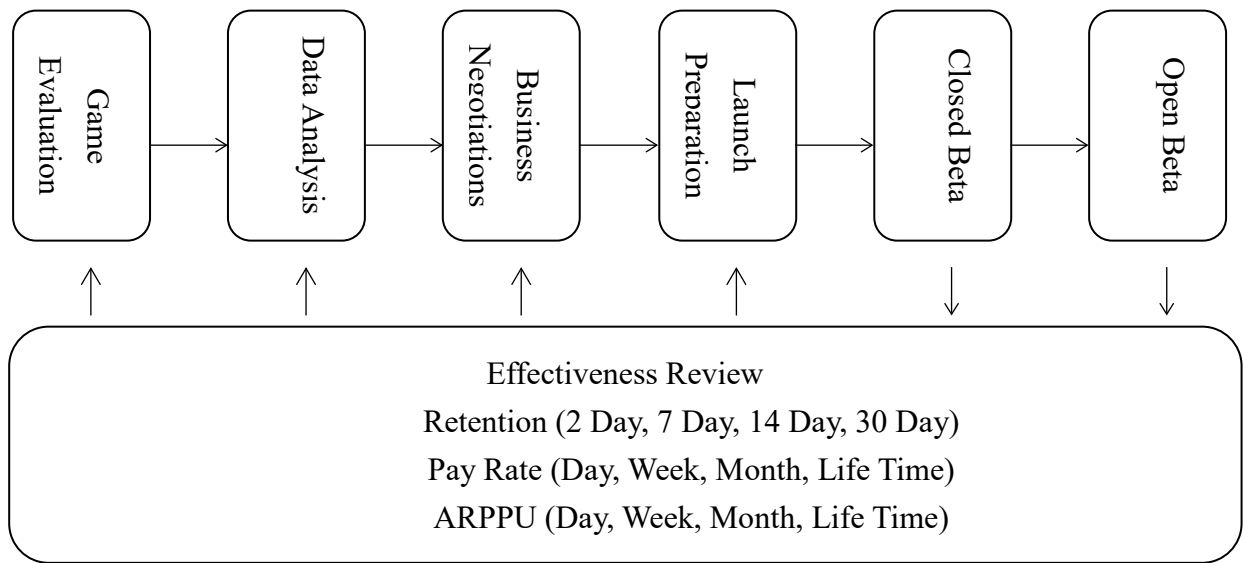 Game
Evaluation
Data Analysis
Business
Negotiations
Launch
Preparation
Closed Beta
Open Beta
Effectiveness Review
Retention (2 Day, 7 Day, 14 Day, 30 Day)
Pay Rate (Day, Week, Month, Life Time)
ARPPU (Day, Week, Month, Life Time)